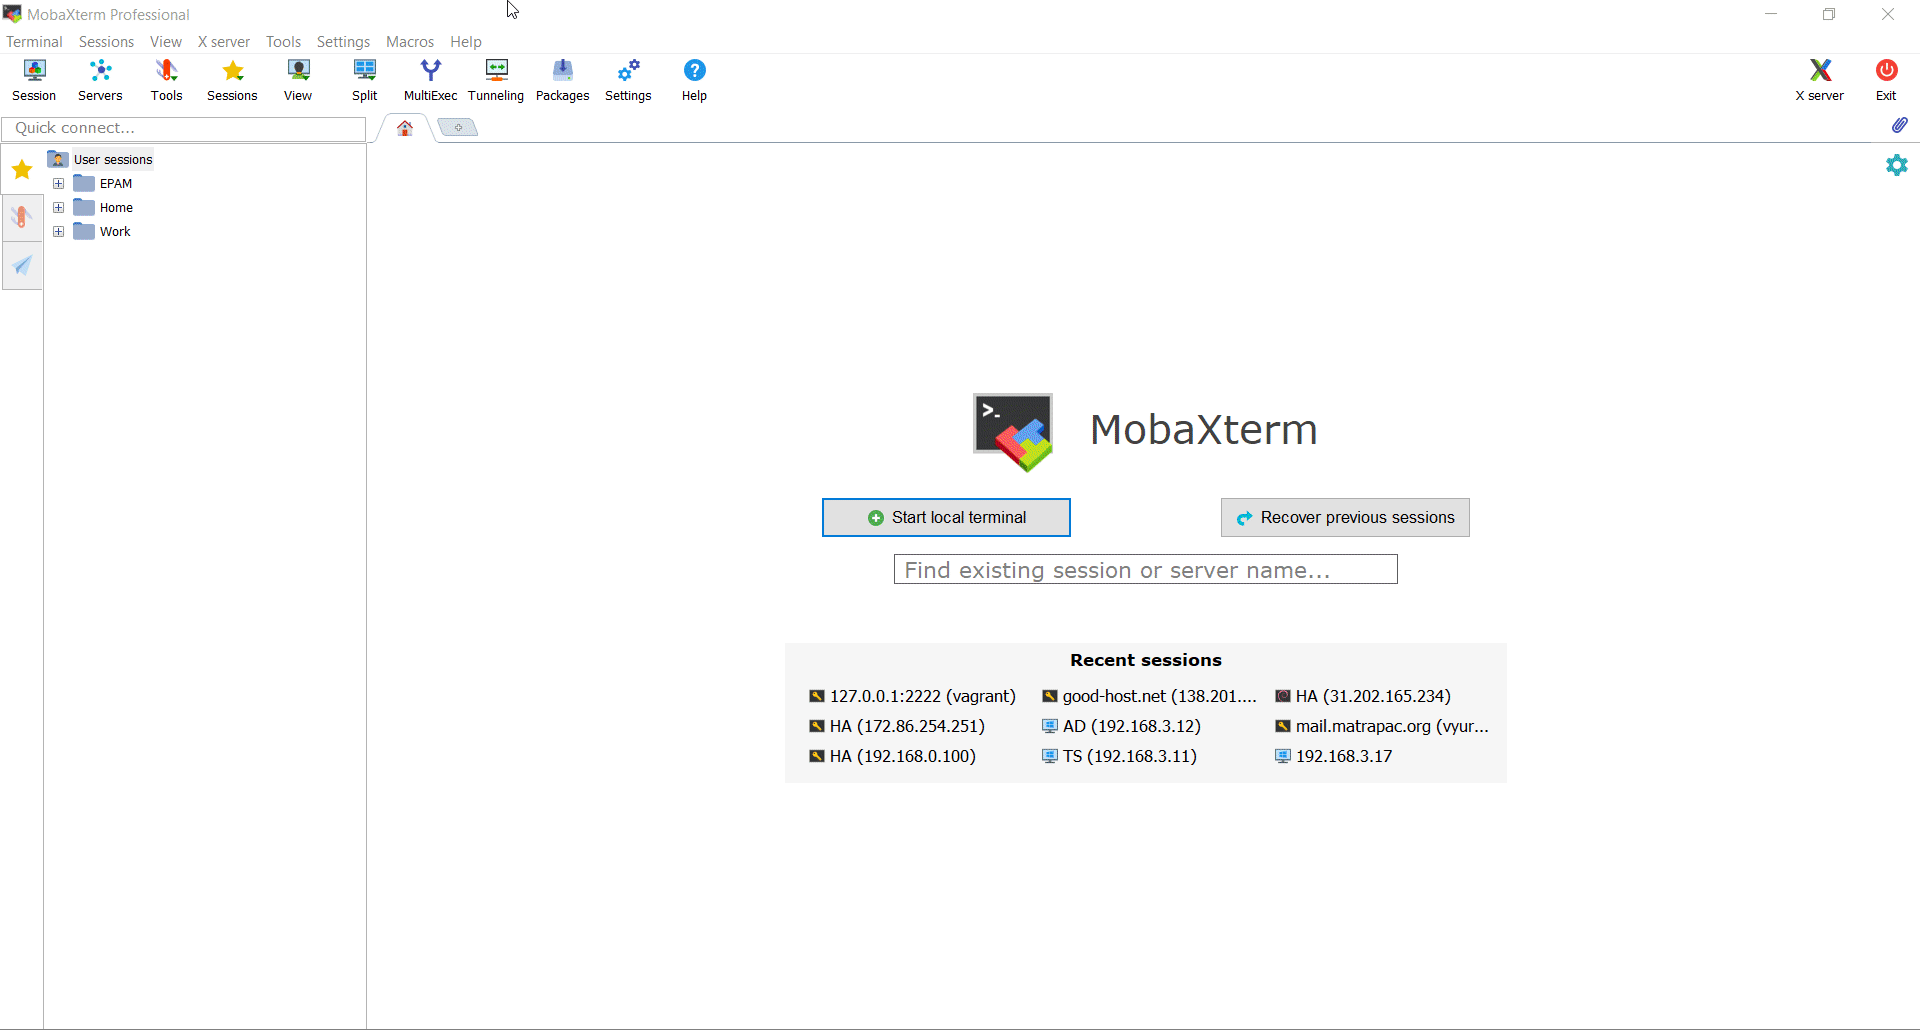 MobaXterm Professional
Terminal Sessions View X server Tools Settings Macros Help
Session Servers Tools Sessions View Split MultiExec Tunneling Packages Settings Help X server Exit
Quick connect...
User sessions
EPAM
Home
Work
>_
MobaXterm
Start local terminal Recover previous sessions
Find existing session or server name...
Recent sessions
127.0.0.1:2222 (vagrant) good-host.net (138.201.... HA (31.202.165.234)
HA (172.86.254.251) AD (192.168.3.12) mail.matrapac.org (vyur...
HA (192.168.0.100) TS (192.168.3.11) 192.168.3.17